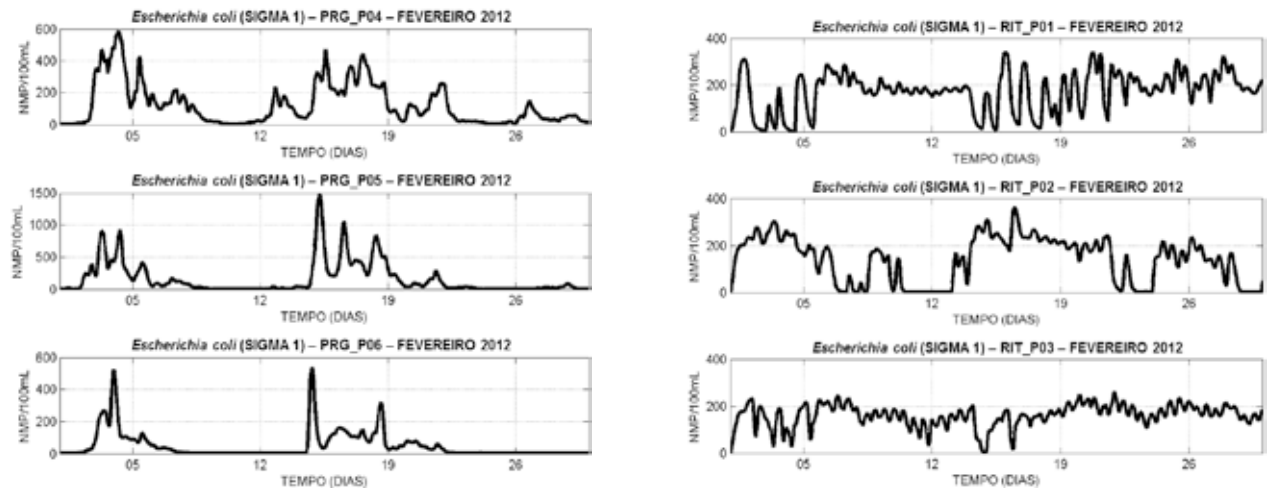 Escherichia coli (SIGMA 1) – PRG_P04 – FEVEREIRO 2012
NMP/100mL
600
400
200
0
05
12
19
26
TEMPO (DIAS)
Escherichia coli (SIGMA 1) – PRG_P05 – FEVEREIRO 2012
NMP/100mL
1500
1000
500
0
05
12
19
26
TEMPO (DIAS)
Escherichia coli (SIGMA 1) – PRG_P06 – FEVEREIRO 2012
NMP/100mL
600
400
200
0
05
12
19
26
TEMPO (DIAS)
Escherichia coli (SIGMA 1) – RIT_P01 – FEVEREIRO 2012
NMP/100mL
400
200
0
05
12
19
26
TEMPO (DIAS)
Escherichia coli (SIGMA 1) – RIT_P02 – FEVEREIRO 2012
NMP/100mL
400
200
0
05
12
19
26
TEMPO (DIAS)
Escherichia coli (SIGMA 1) – RIT_P03 – FEVEREIRO 2012
NMP/100mL
400
200
0
05
12
19
26
TEMPO (DIAS)